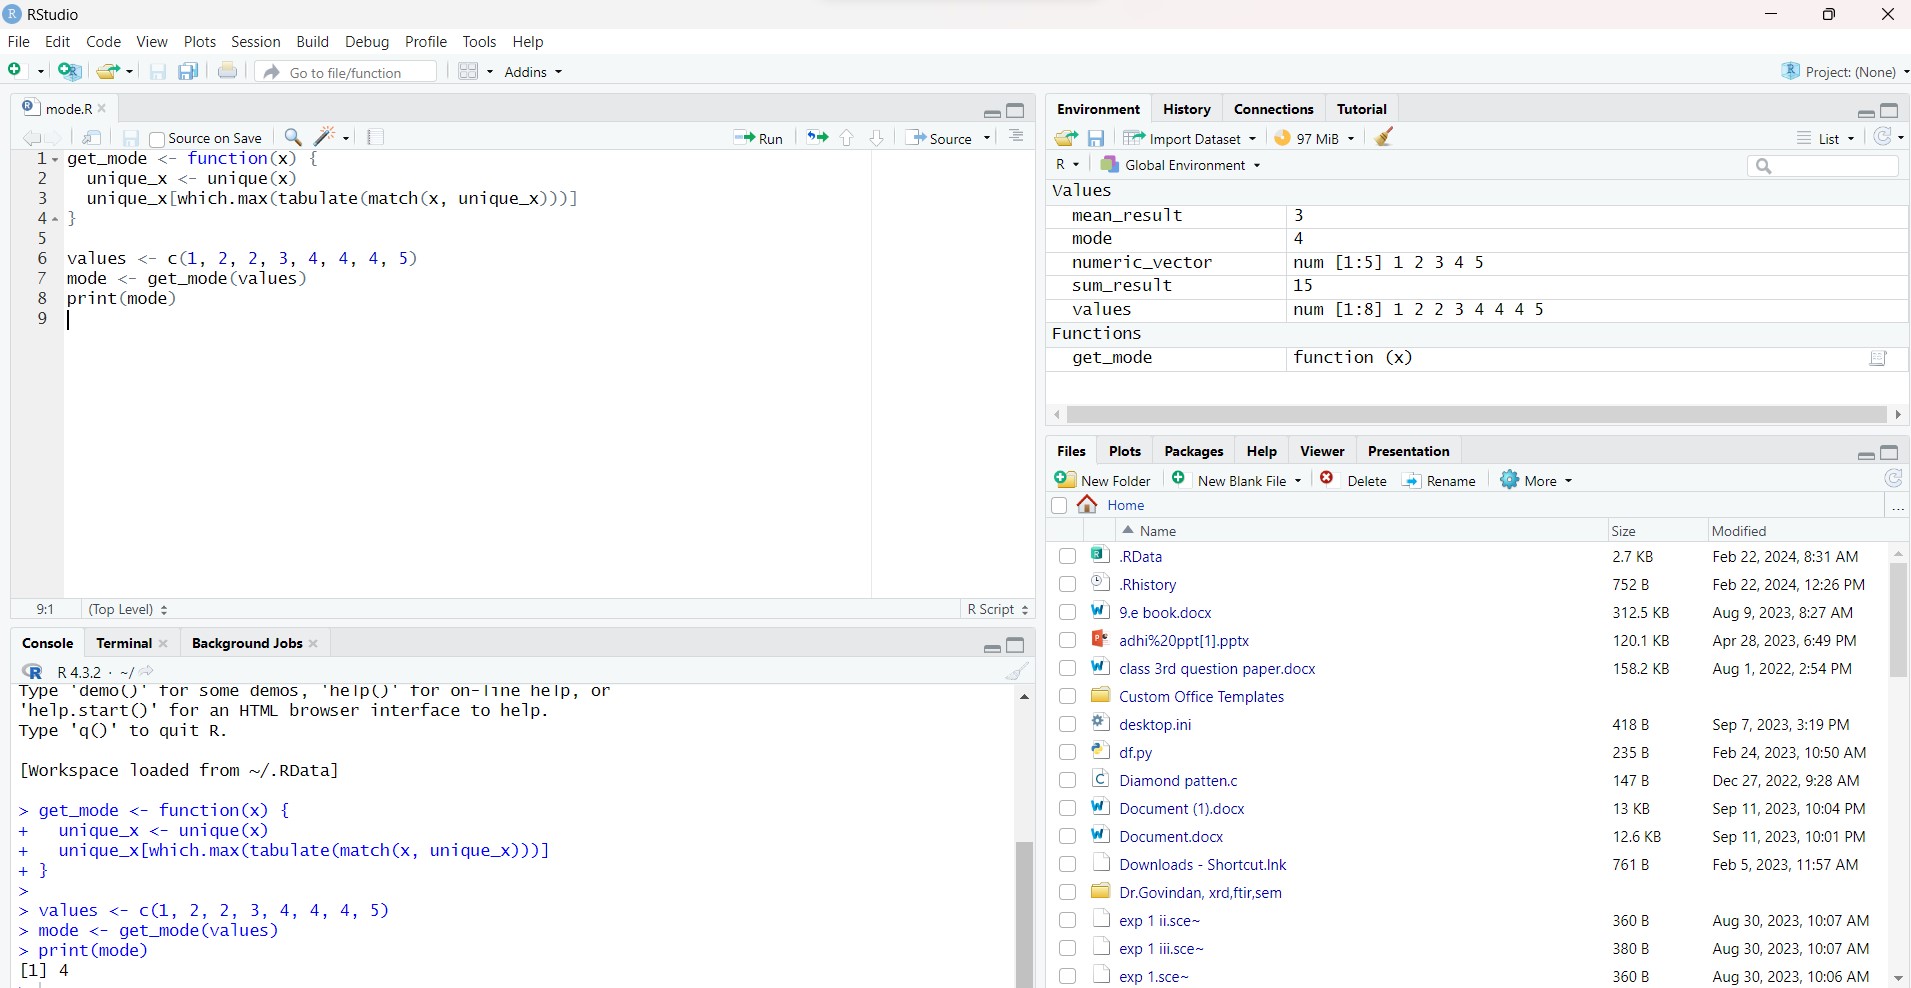 RStudio
File Edit Code View Plots Session Build Debug Profile Tools Help
Go to file/function Addins Project: (None)
mode.R
Source on Save Run Source
1 get_mode <- function(x) {
2   unique_x <- unique(x)
3   unique_x[which.max(tabulate(match(x, unique_x)))]
4 }
5
6 values <- c(1, 2, 2, 3, 4, 4, 4, 5)
7 mode <- get_mode(values)
8 print(mode)
9
9:1 (Top Level) R Script
Console Terminal Background Jobs
R 4.3.2 · ~/
Type 'demo()' for some demos, 'help()' for on-line help, or
'help.start()' for an HTML browser interface to help.
Type 'q()' to quit R.
[Workspace loaded from ~/.RData]
> get_mode <- function(x) {
+   unique_x <- unique(x)
+   unique_x[which.max(tabulate(match(x, unique_x)))]
+ }
>
> values <- c(1, 2, 2, 3, 4, 4, 4, 5)
> mode <- get_mode(values)
> print(mode)
[1] 4
Environment History Connections Tutorial
Import Dataset 97 MiB List
R Global Environment
Values
mean_result 3
mode 4
numeric_vector num [1:5] 1 2 3 4 5
sum_result 15
values num [1:8] 1 2 2 3 4 4 4 5
Functions
get_mode function (x)
Files Plots Packages Help Viewer Presentation
New Folder New Blank File Delete Rename More
Home ...
Name Size Modified
.RData 2.7 KB Feb 22, 2024, 8:31 AM
.Rhistory 752 B Feb 22, 2024, 12:26 PM
9.e book.docx 312.5 KB Aug 9, 2023, 8:27 AM
adhi%20ppt[1].pptx 120.1 KB Apr 28, 2023, 6:49 PM
class 3rd question paper.docx 158.2 KB Aug 1, 2022, 2:54 PM
Custom Office Templates
desktop.ini 418 B Sep 7, 2023, 3:19 PM
df.py 235 B Feb 24, 2023, 10:50 AM
Diamond patten.c 147 B Dec 27, 2022, 9:28 AM
Document (1).docx 13 KB Sep 11, 2023, 10:04 PM
Document.docx 12.6 KB Sep 11, 2023, 10:01 PM
Downloads - Shortcut.lnk 761 B Feb 5, 2023, 11:57 AM
Dr.Govindan, xrd,ftir,sem
exp 1 ii.sce~ 360 B Aug 30, 2023, 10:07 AM
exp 1 iii.sce~ 380 B Aug 30, 2023, 10:07 AM
exp 1.sce~ 360 B Aug 30, 2023, 10:06 AM